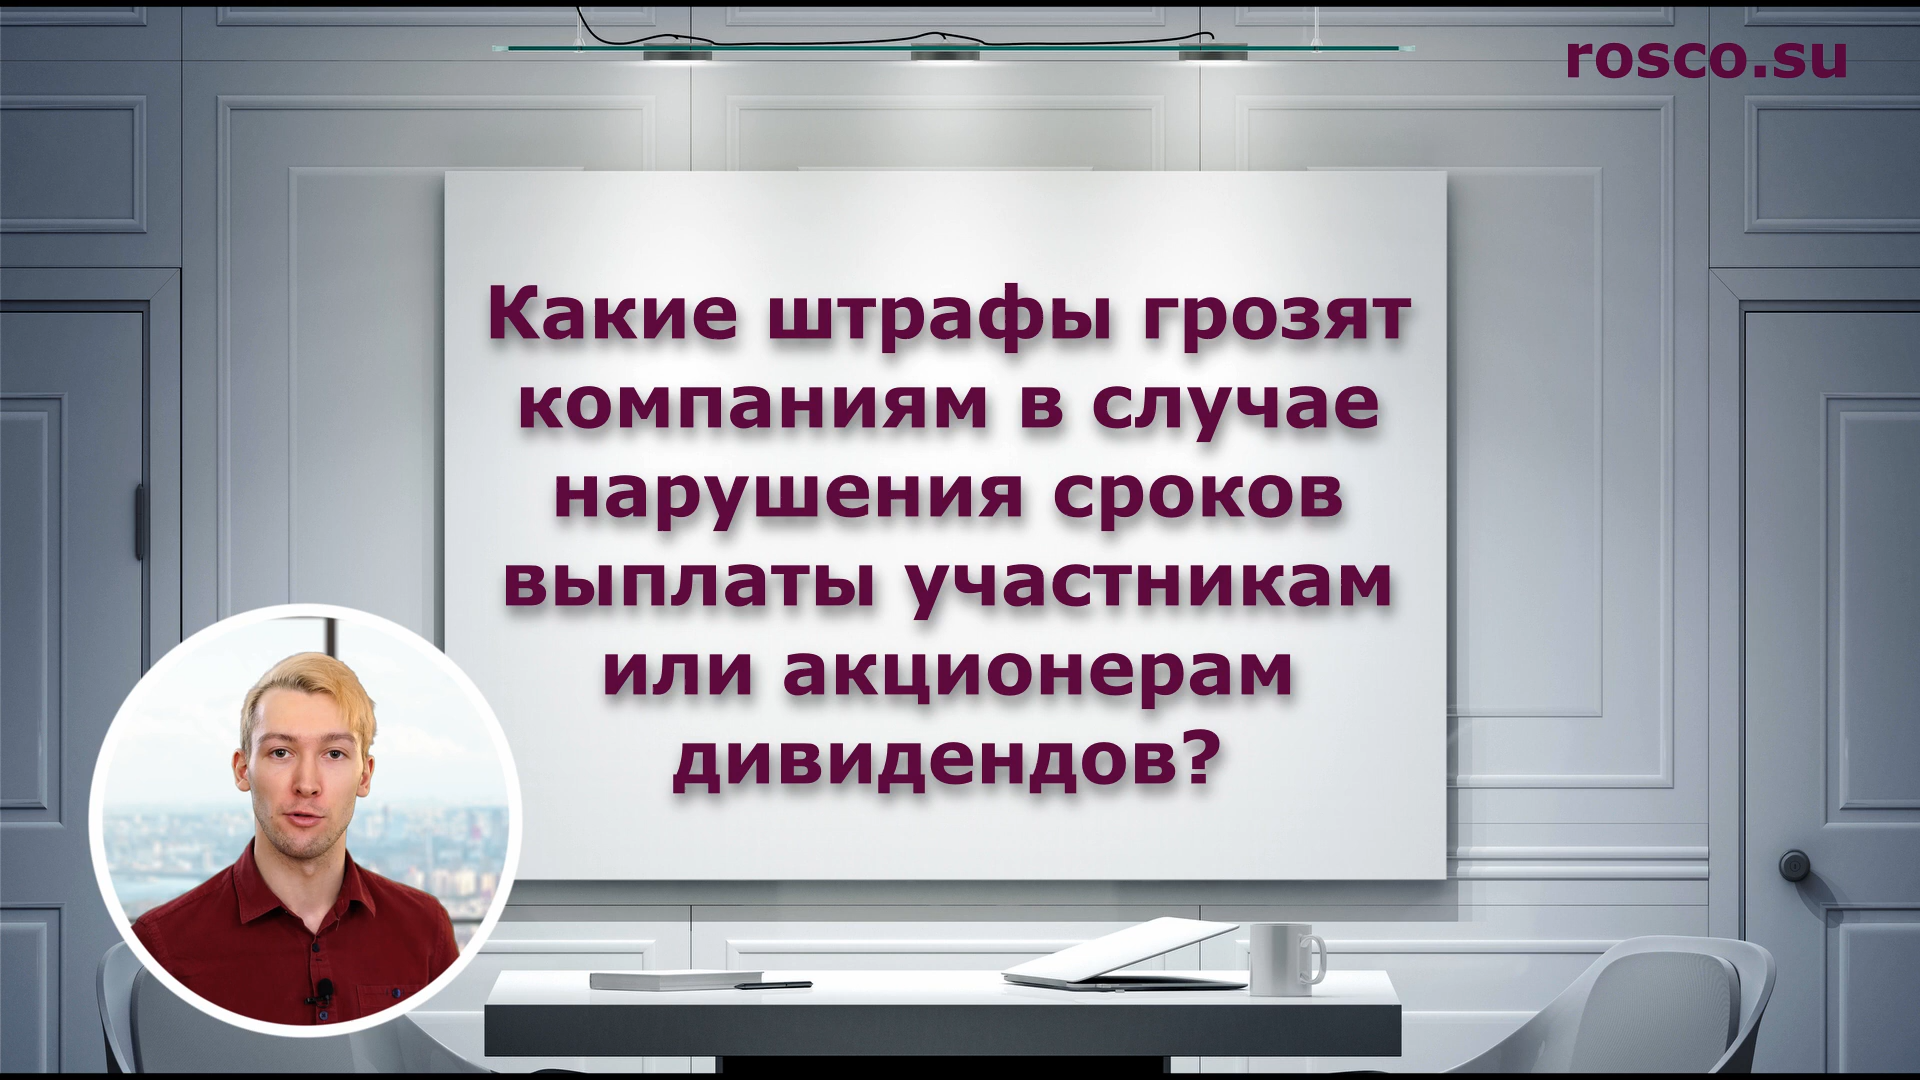 rosco.su
Какие штрафы грозят
компаниям в случае
нарушения сроков
выплаты участникам
или акционерам
дивидендов?